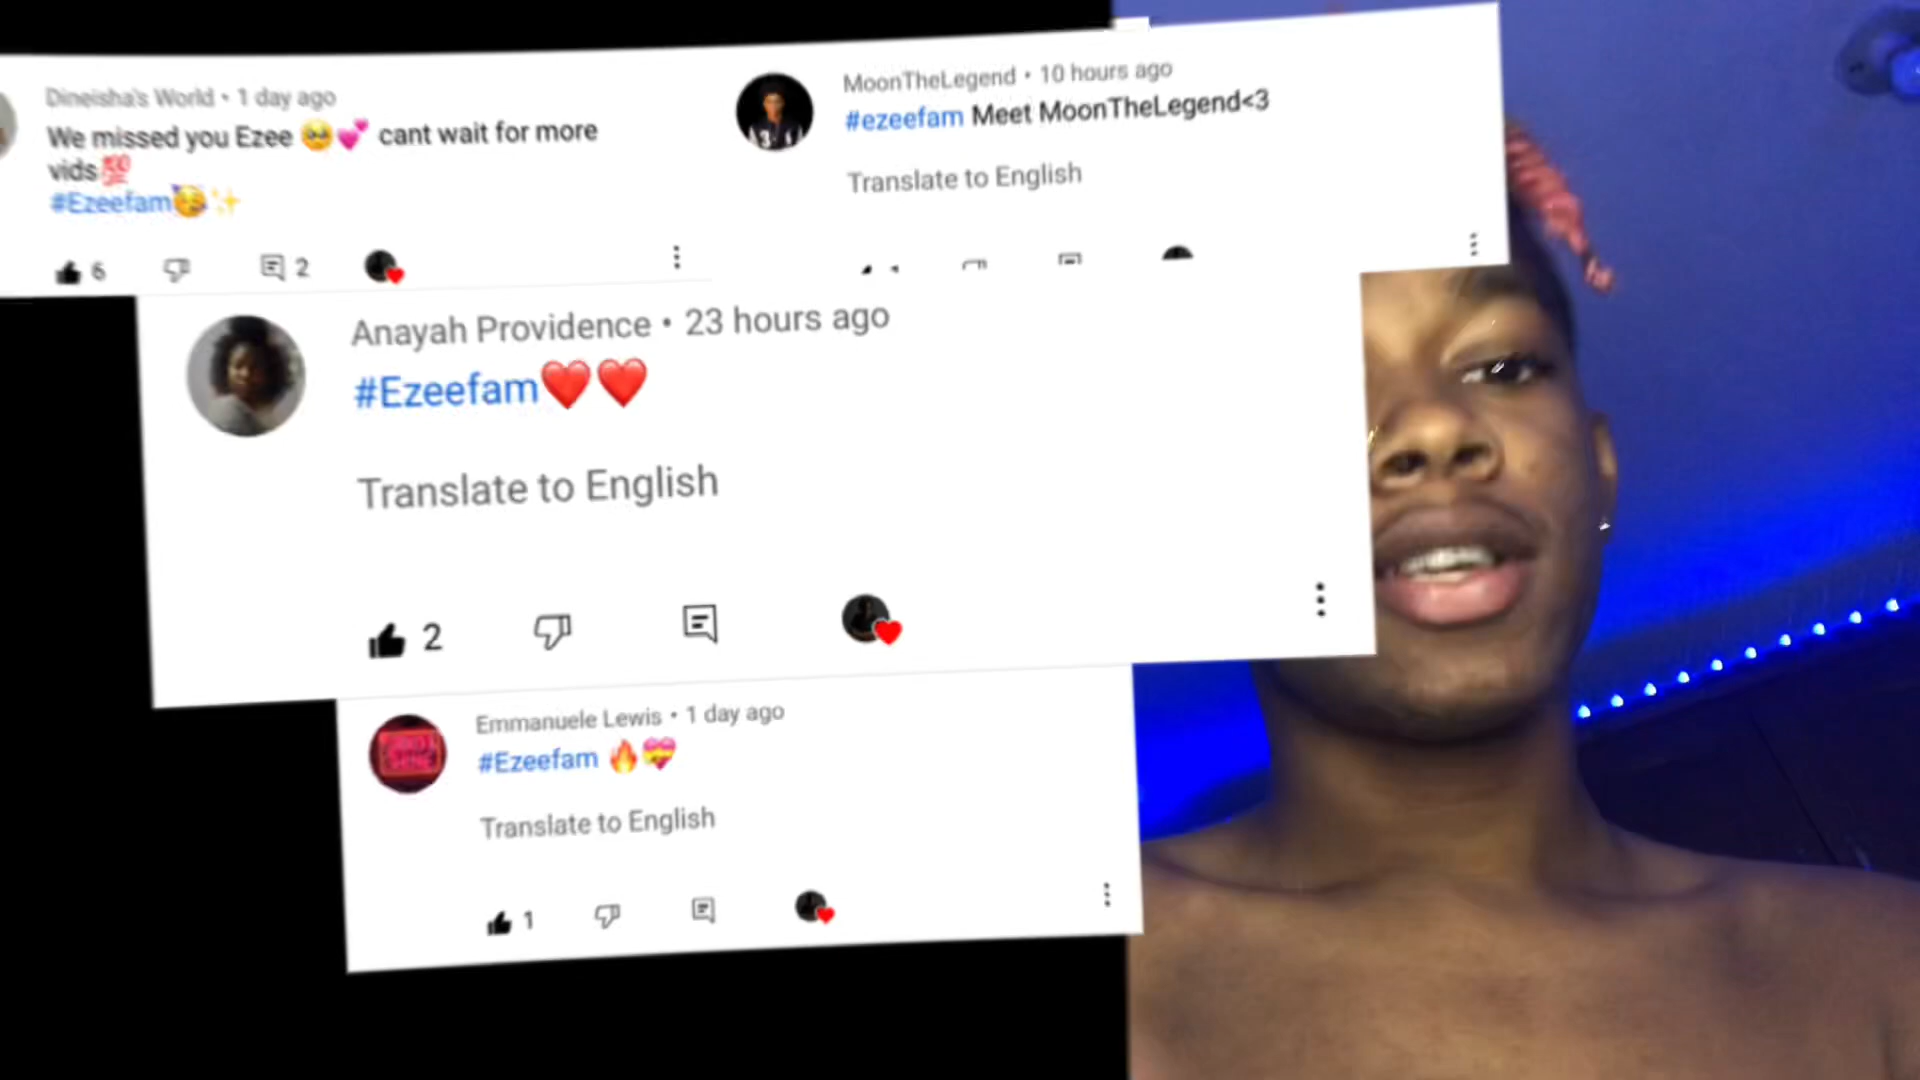 Dineisha's World • 1 day ago
We missed you Ezee 🥺💕 cant wait for more
vids💯
#Ezeefam🥳✨
6
2
MoonTheLegend • 10 hours ago
#ezeefam Meet MoonTheLegend<3
Translate to English
Anayah Providence • 23 hours ago
#Ezeefam❤️❤️
Translate to English
2
Emmanuele Lewis • 1 day ago
#Ezeefam 🔥💝
Translate to English
1